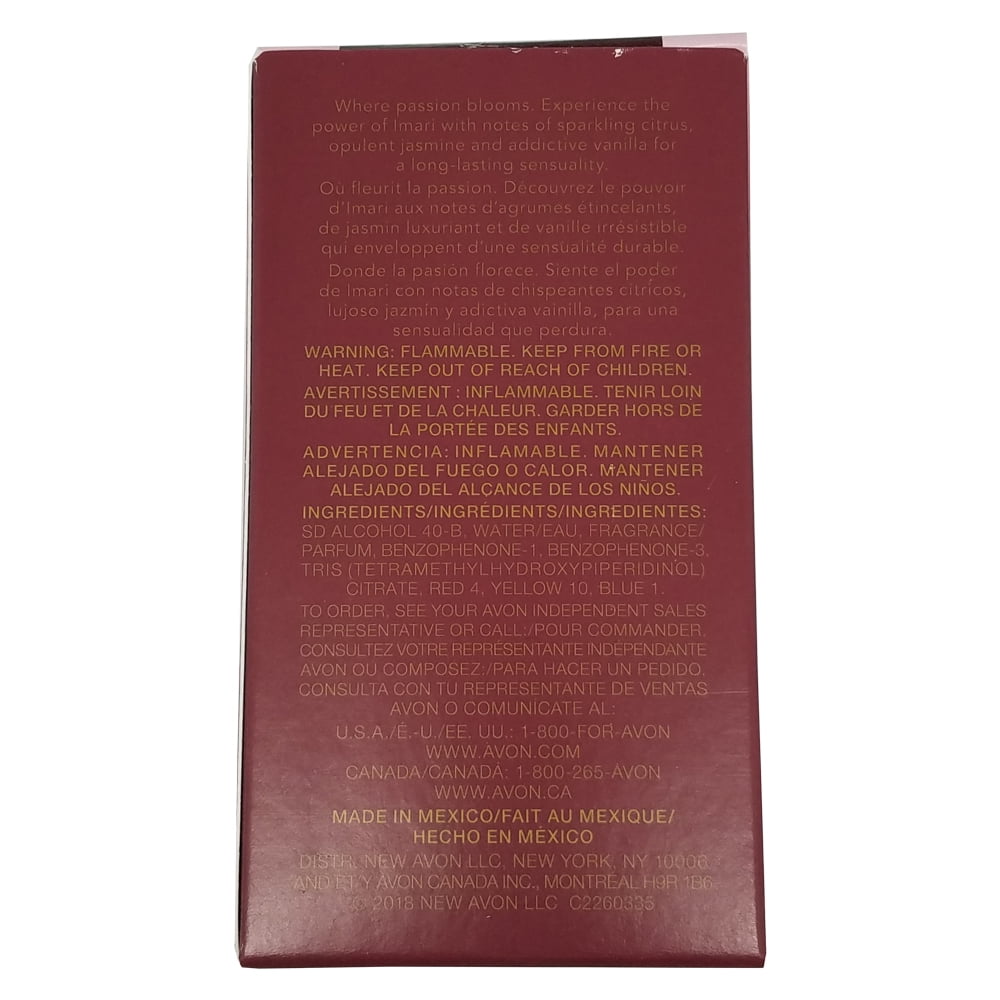 Where passion blooms. Experience the
power of Imari with notes of sparkling citrus,
opulent jasmine and addictive vanilla for
a long-lasting sensuality.
Où fleurit la passion. Découvrez le pouvoir
d'Imari aux notes d'agrumes étincelants,
de jasmin luxuriant et de vanille irrésistible
qui enveloppent d'une sensualité durable.
Donde la pasión florece. Siente el poder
de Imari con notas de chispeantes cítricos,
lujoso jazmín y adictiva vainilla, para una
sensualidad que perdura.
WARNING: FLAMMABLE. KEEP FROM FIRE OR
HEAT. KEEP OUT OF REACH OF CHILDREN.
AVERTISSEMENT : INFLAMMABLE. TENIR LOIN
DU FEU ET DE LA CHALEUR. GARDER HORS DE
LA PORTÉE DES ENFANTS.
ADVERTENCIA: INFLAMABLE. MANTENER
ALEJADO DEL FUEGO O CALOR. MANTENER
ALEJADO DEL ALCANCE DE LOS NIÑOS.
INGREDIENTS/INGRÉDIENTS/INGREDIENTES:
SD ALCOHOL 40-B, WATER/EAU, FRAGRANCE/
PARFUM, BENZOPHENONE-1, BENZOPHENONE-3,
TRIS (TETRAMETHYLHYDROXYPIPERIDINOL)
CITRATE, RED 4, YELLOW 10, BLUE 1.
TO ORDER, SEE YOUR AVON INDEPENDENT SALES
REPRESENTATIVE OR CALL:/POUR COMMANDER,
CONSULTEZ VOTRE REPRÉSENTANTE INDÉPENDANTE
AVON OU COMPOSEZ:/PARA HACER UN PEDIDO,
CONSULTA CON TU REPRESENTANTE DE VENTAS
AVON O COMUNÍCATE AL:
U.S.A./É.-U./EE. UU.: 1-800-FOR-AVON
WWW.AVON.COM
CANADA/CANADÁ: 1-800-265-AVON
WWW.AVON.CA
MADE IN MEXICO/FAIT AU MEXIQUE/
HECHO EN MÉXICO
DISTR. NEW AVON LLC, NEW YORK, NY 10006
AND ET Y AVON CANADA INC., MONTREAL H9R 1B6
© 2018 NEW AVON LLC C2260335